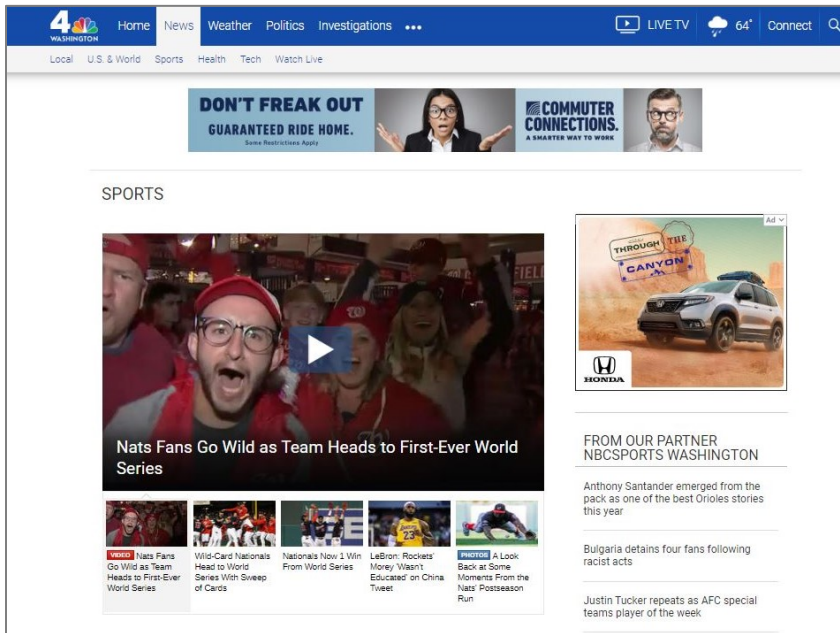 4 Home News Weather Politics Investigations ••• LIVE TV 64° Connect
WASHINGTON
Local U.S. & World Sports Health Tech Watch Live
DON'T FREAK OUT
GUARANTEED RIDE HOME.
Some Restrictions Apply
COMMUTER
CONNECTIONS.
A SMARTER WAY TO WORK
SPORTS
FIELD
W
Nats Fans Go Wild as Team Heads to First-Ever World
Series
VIDEO Nats Fans
Go Wild as Team
Heads to First-Ever
World Series
Wild-Card Nationals
Head to World
Series With Sweep
of Cards
Nationals Now 1 Win
From World Series
23
LeBron: Rockets'
Morey 'Wasn't
Educated' on China
Tweet
PHOTOS A Look
Back at Some
Moments From the
Nats' Postseason
Run
Ad
THROUGH THE
CANYON
HONDA
FROM OUR PARTNER
NBCSPORTS WASHINGTON
Anthony Santander emerged from the
pack as one of the best Orioles stories
this year
Bulgaria detains four fans following
racist acts
Justin Tucker repeats as AFC special
teams player of the week